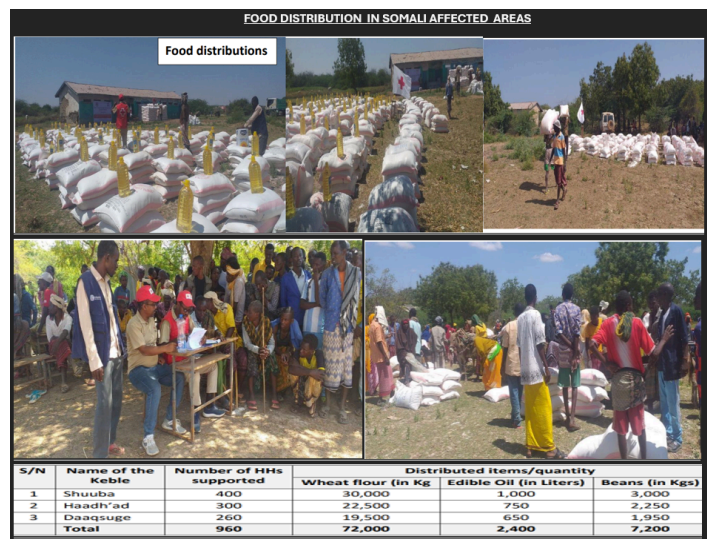 FOOD DISTRIBUTION IN SOMALI AFFECTED AREAS
Food distributions
S/N Name of the Keble Number of HHs supported Distributed items/quantity
Wheat flour (in Kg Edible Oil (in Liters) Beans (in Kgs)
1 Shuuba 400 30,000 1,000 3,000
2 Haadh'ad 300 22,500 750 2,250
3 Daaqsuge 260 19,500 650 1,950
Total 960 72,000 2,400 7,200